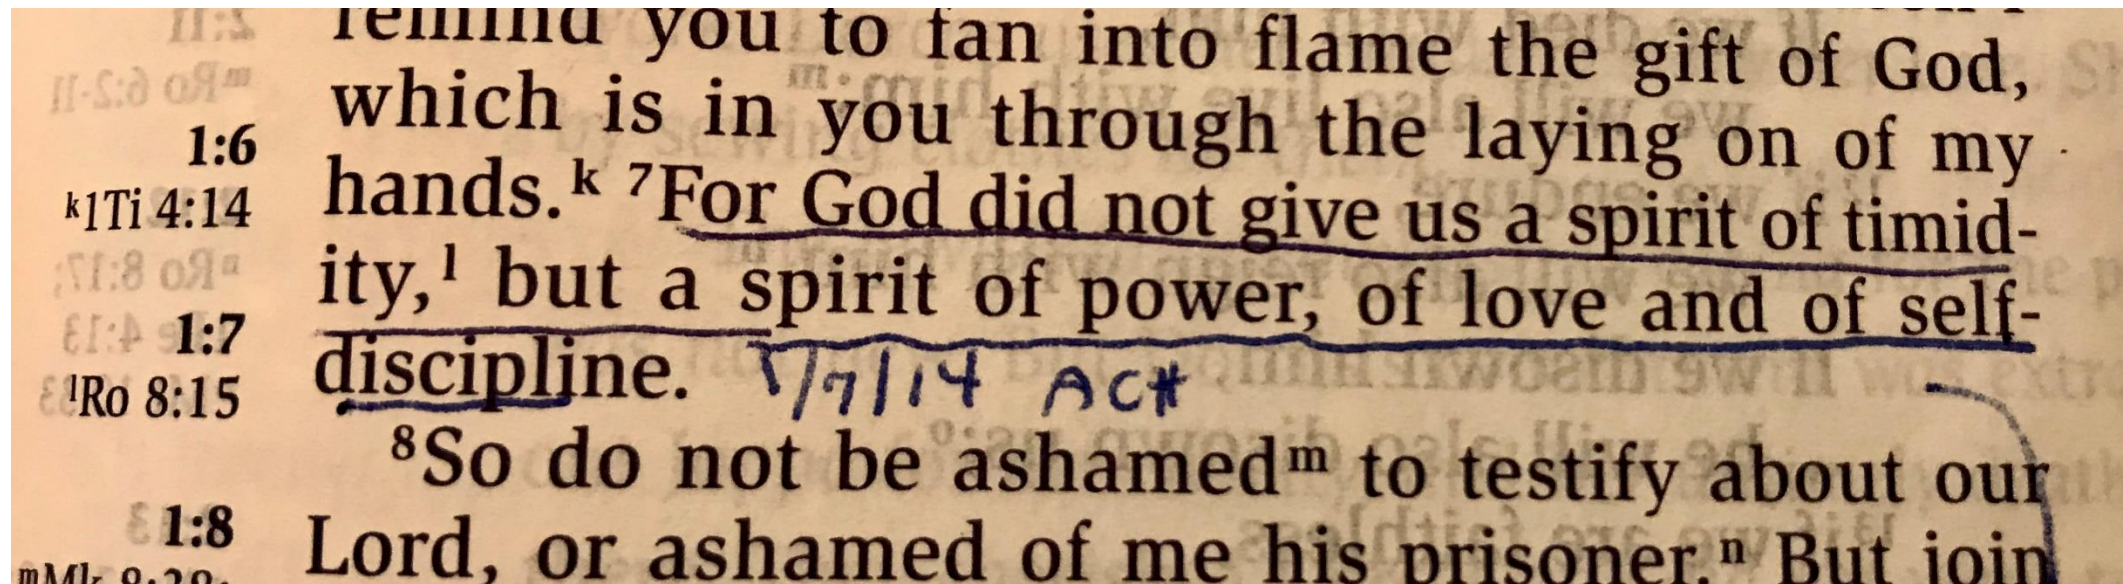 remind you to fan into flame the gift of God,
which is in you through the laying on of my
1:6
hands.ᵏ ⁷For God did not give us a spirit of timid-
ᵏ1Ti 4:14
ity,ˡ but a spirit of power, of love and of self-
1:7
discipline. 1/7/14 ACH
ˡRo 8:15
⁸So do not be ashamedᵐ to testify about our
1:8
Lord, or ashamed of me his prisoner.ⁿ But join